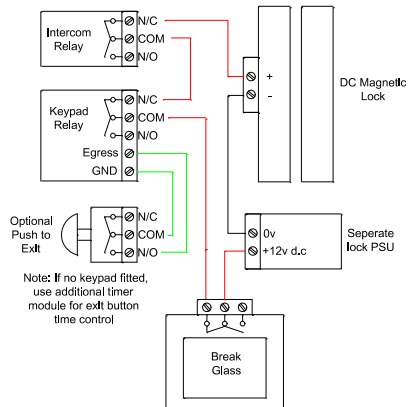 Intercom
Relay
N/C
COM
N/O
Keypad
Relay
N/C
COM
N/O
Egress
GND
Optional
Push to
Exit
N/C
COM
N/O
Note: If no keypad fitted,
use additional timer
module for exit button
time control
+
-
DC Magnetic
Lock
0v
+12v d.c
Seperate
lock PSU
Break
Glass